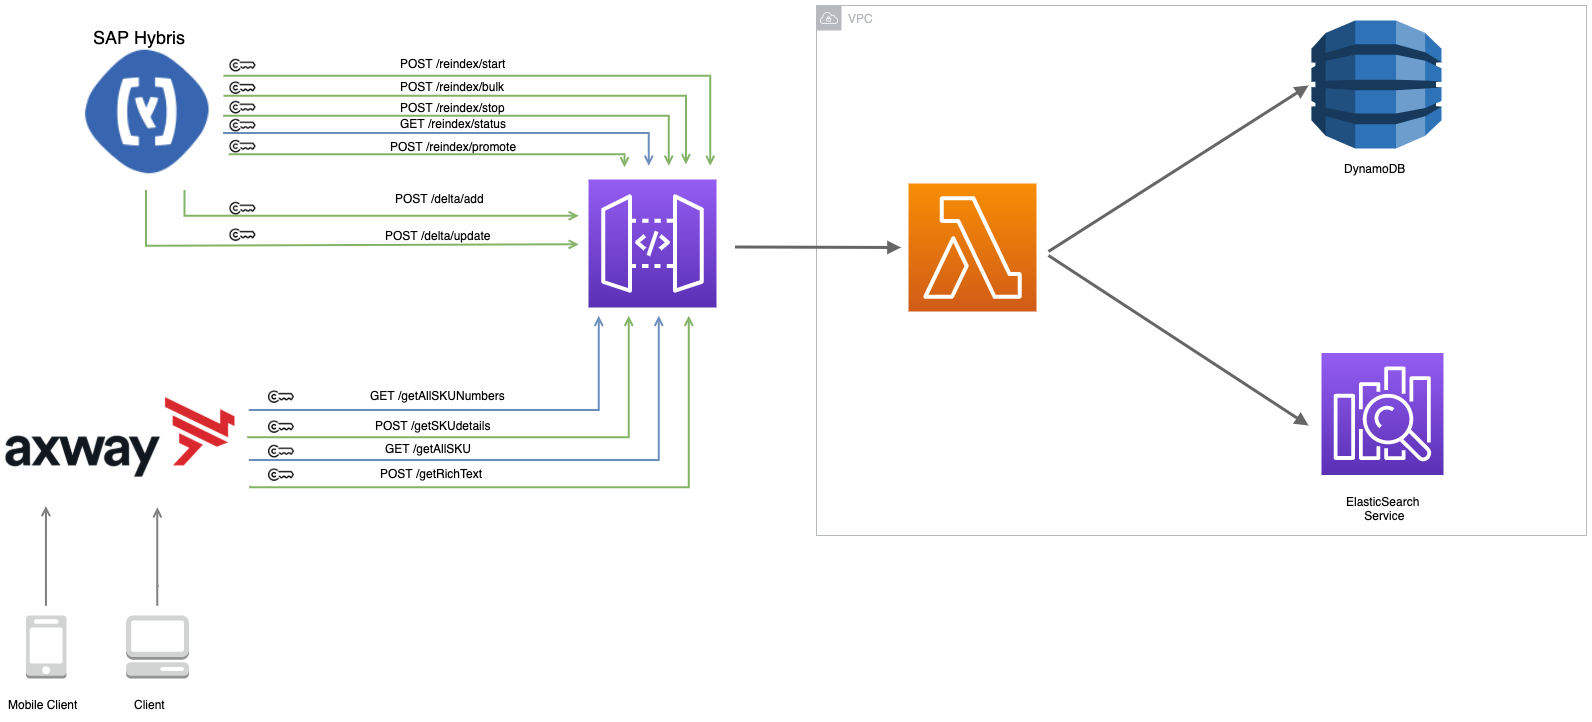 VPC
SAP Hybris
POST /reindex/start
POST /reindex/bulk
POST /reindex/stop
GET /reindex/status
POST /reindex/promote
POST /delta/add
POST /delta/update
</>
DynamoDB
axway
GET /getAllSKUNumbers
POST /getSKUdetails
GET /getAllSKU
POST /getRichText
ElasticSearch
Service
Mobile Client
Client